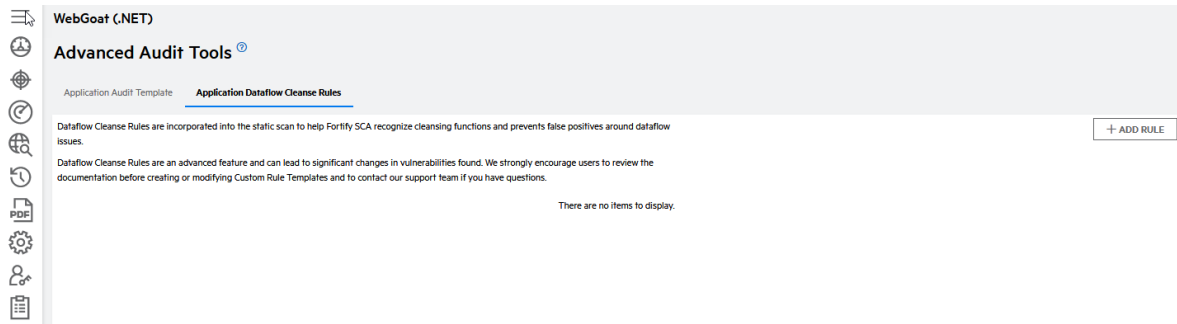 WebGoat (.NET)
Advanced Audit Tools ?
Application Audit Template
Application Dataflow Cleanse Rules
Dataflow Cleanse Rules are incorporated into the static scan to help Fortify SCA recognize cleansing functions and prevents false positives around dataflow
issues.
+ ADD RULE
Dataflow Cleanse Rules are an advanced feature and can lead to significant changes in vulnerabilities found. We strongly encourage users to review the
documentation before creating or modifying Custom Rule Templates and to contact our support team if you have questions.
There are no items to display.
PDF